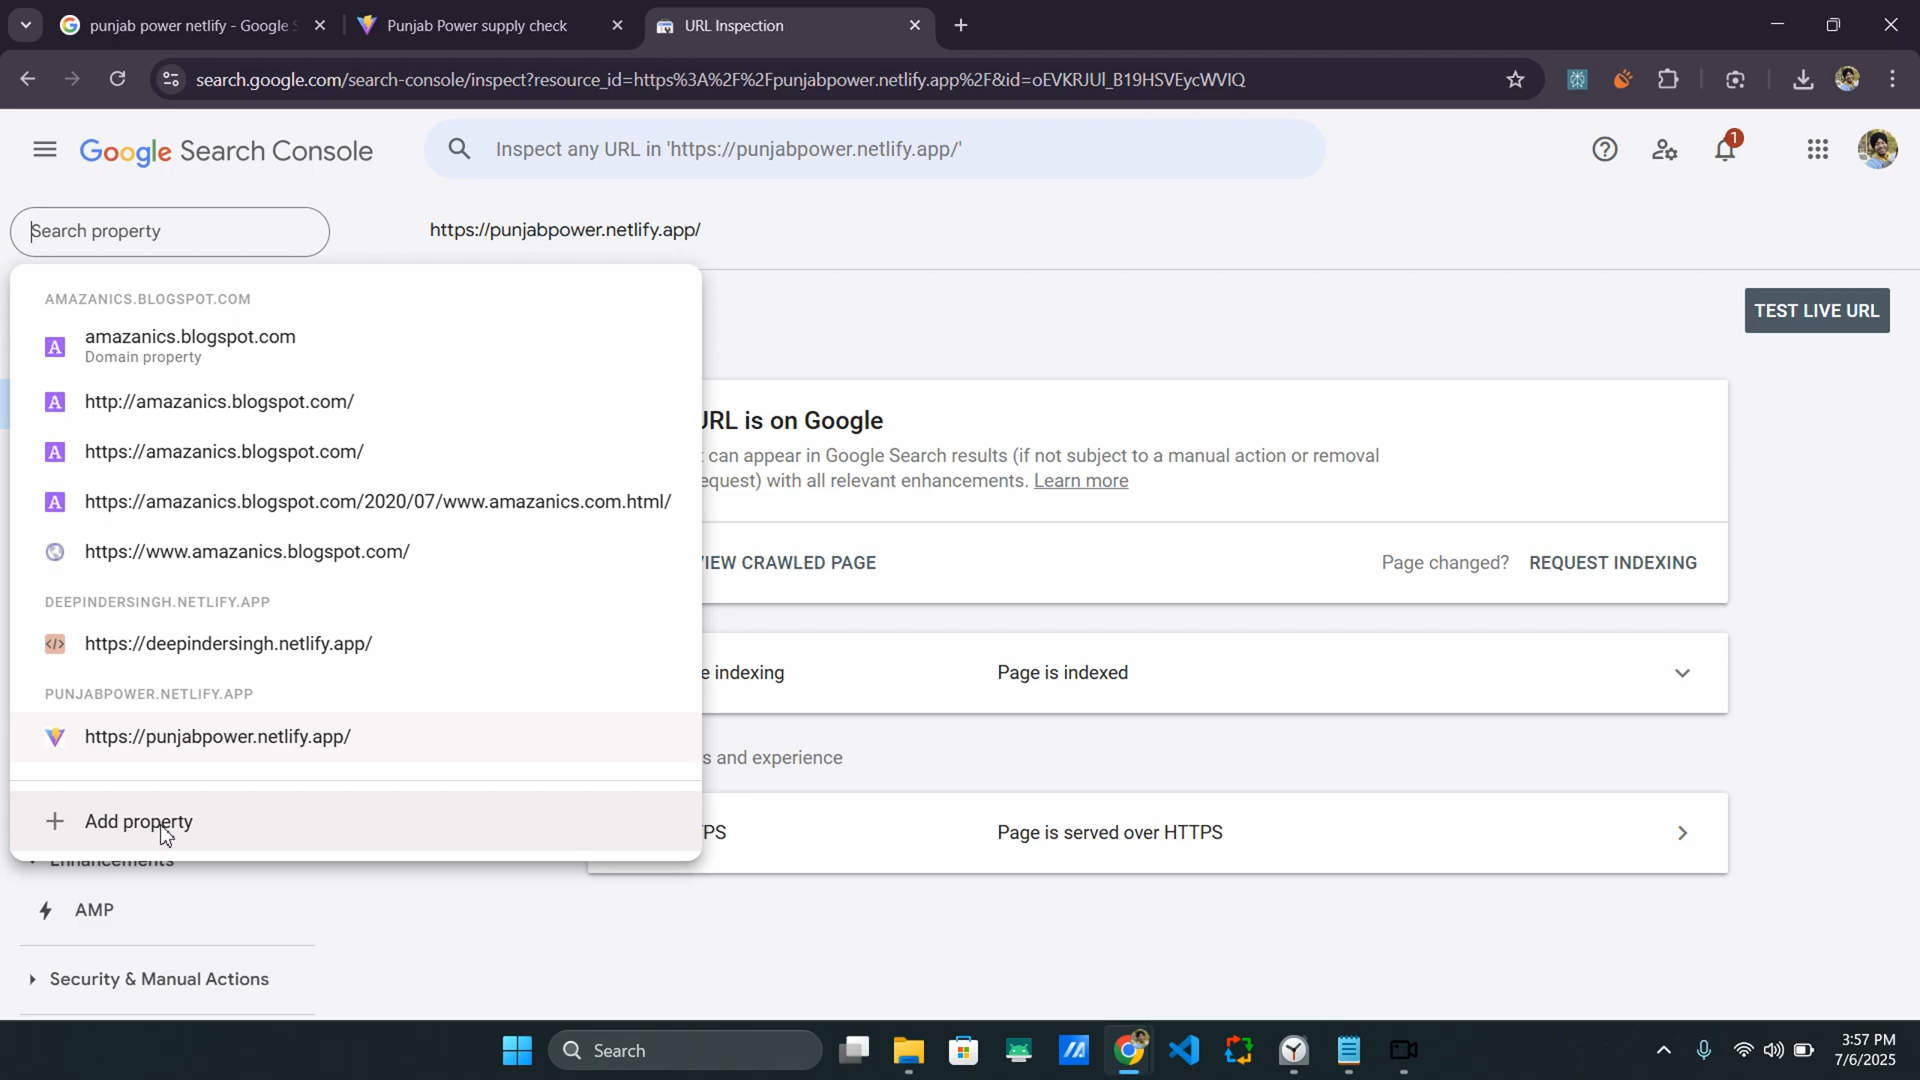 punjab power netlify - Google S
Punjab Power supply check
URL Inspection
search.google.com/search-console/inspect?resource_id=https%3A%2F%2Fpunjabpower.netlify.app%2F&id=oEVKRJUl_B19HSVEycWVIQ
Google Search Console
Inspect any URL in 'https://punjabpower.netlify.app/'
1
Search property
https://punjabpower.netlify.app/
AMAZANICS.BLOGSPOT.COM
A
amazanics.blogspot.com
Domain property
TEST LIVE URL
A
http://amazanics.blogspot.com/
URL is on Google
A
https://amazanics.blogspot.com/
can appear in Google Search results (if not subject to a manual action or removal
equest) with all relevant enhancements. Learn more
A
https://amazanics.blogspot.com/2020/07/www.amazanics.com.html/
https://www.amazanics.blogspot.com/
VIEW CRAWLED PAGE
Page changed?
REQUEST INDEXING
DEEPINDERSINGH.NETLIFY.APP
https://deepindersingh.netlify.app/
e indexing
Page is indexed
PUNJABPOWER.NETLIFY.APP
https://punjabpower.netlify.app/
s and experience
Add property
PS
Page is served over HTTPS
Enhancements
AMP
Security & Manual Actions
Search
3:57 PM
7/6/2025